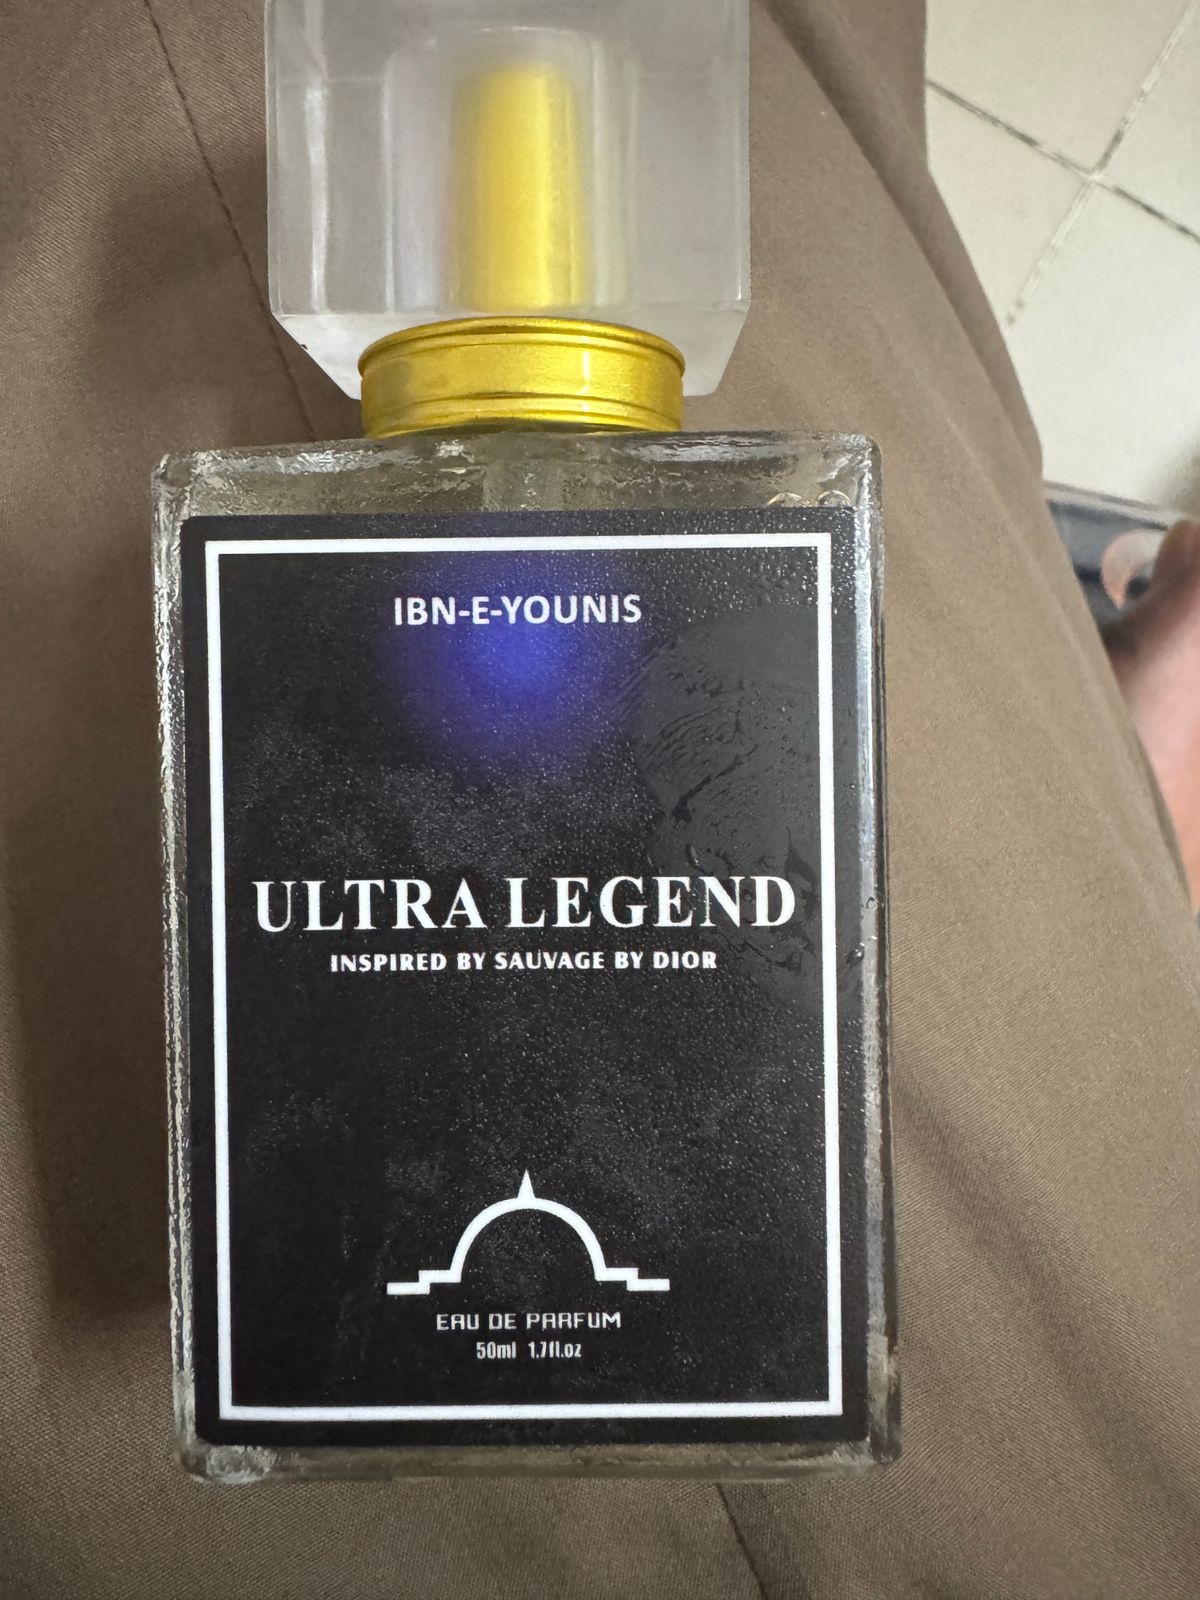 IBN-E-YOUNIS
ULTRA LEGEND
INSPIRED BY SAUVAGE BY DIOR
EAU DE PARFUM
50ml 1.7fl.oz